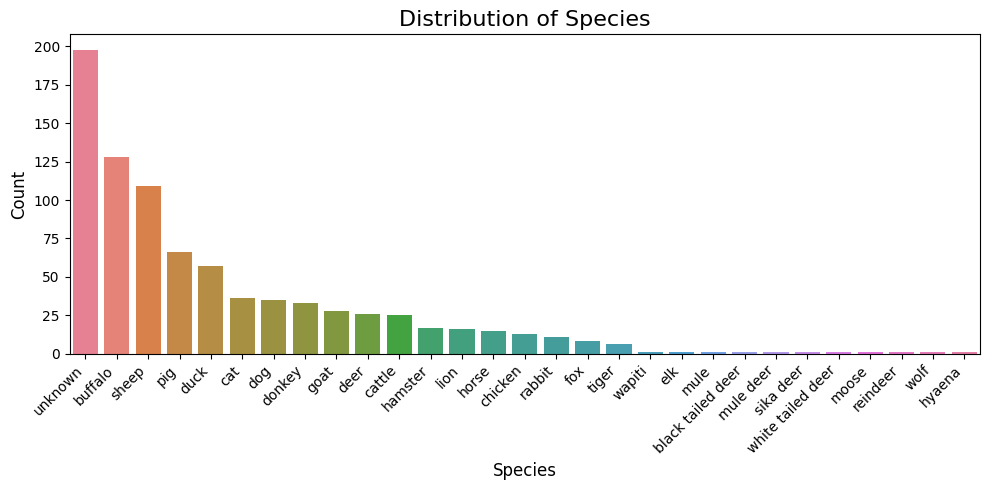 Distribution of Species
Count
200
175
150
125
100
75
50
25
0
unknown
buffalo
sheep
pig
duck
cat
dog
donkey
goat
deer
cattle
hamster
lion
horse
chicken
rabbit
fox
tiger
wapiti
elk
mule
black tailed deer
mule deer
sika deer
white tailed deer
moose
reindeer
wolf
hyaena
Species